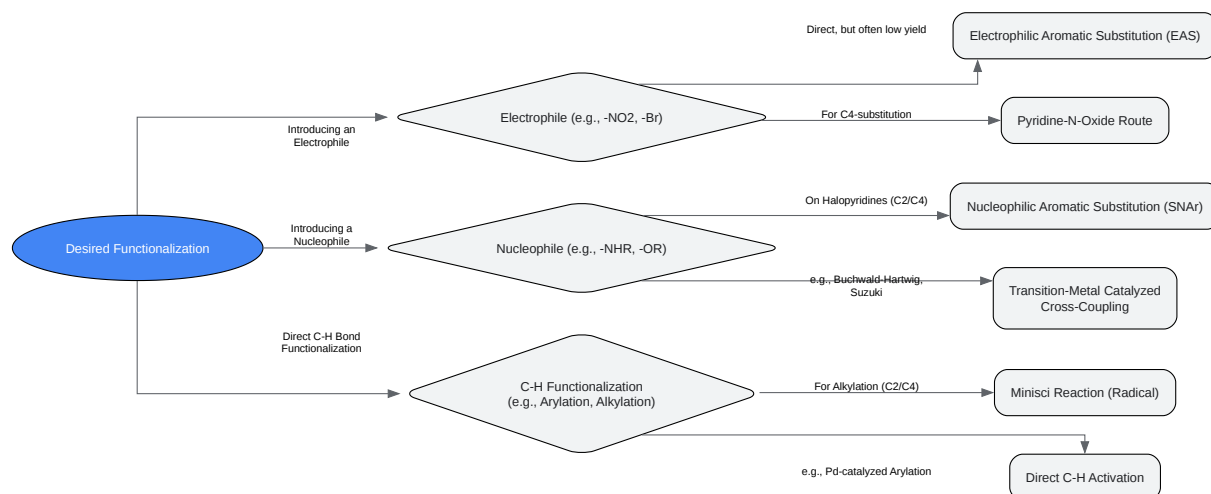 Direct, but often low yield
Electrophilic Aromatic Substitution (EAS)
Electrophile (e.g., -NO2, -Br)
For C4-substitution
Pyridine-N-Oxide Route
Introducing an
Electrophile
On Halopyridines (C2/C4)
Nucleophilic Aromatic Substitution (SNAr)
Desired Functionalization
Introducing a
Nucleophile
Nucleophile (e.g., -NHR, -OR)
e.g., Buchwald-Hartwig,
Suzuki
Transition-Metal Catalyzed
Cross-Coupling
Direct C-H Bond
Functionalization
C-H Functionalization
(e.g., Arylation, Alkylation)
For Alkylation (C2/C4)
Minisci Reaction (Radical)
e.g., Pd-catalyzed Arylation
Direct C-H Activation